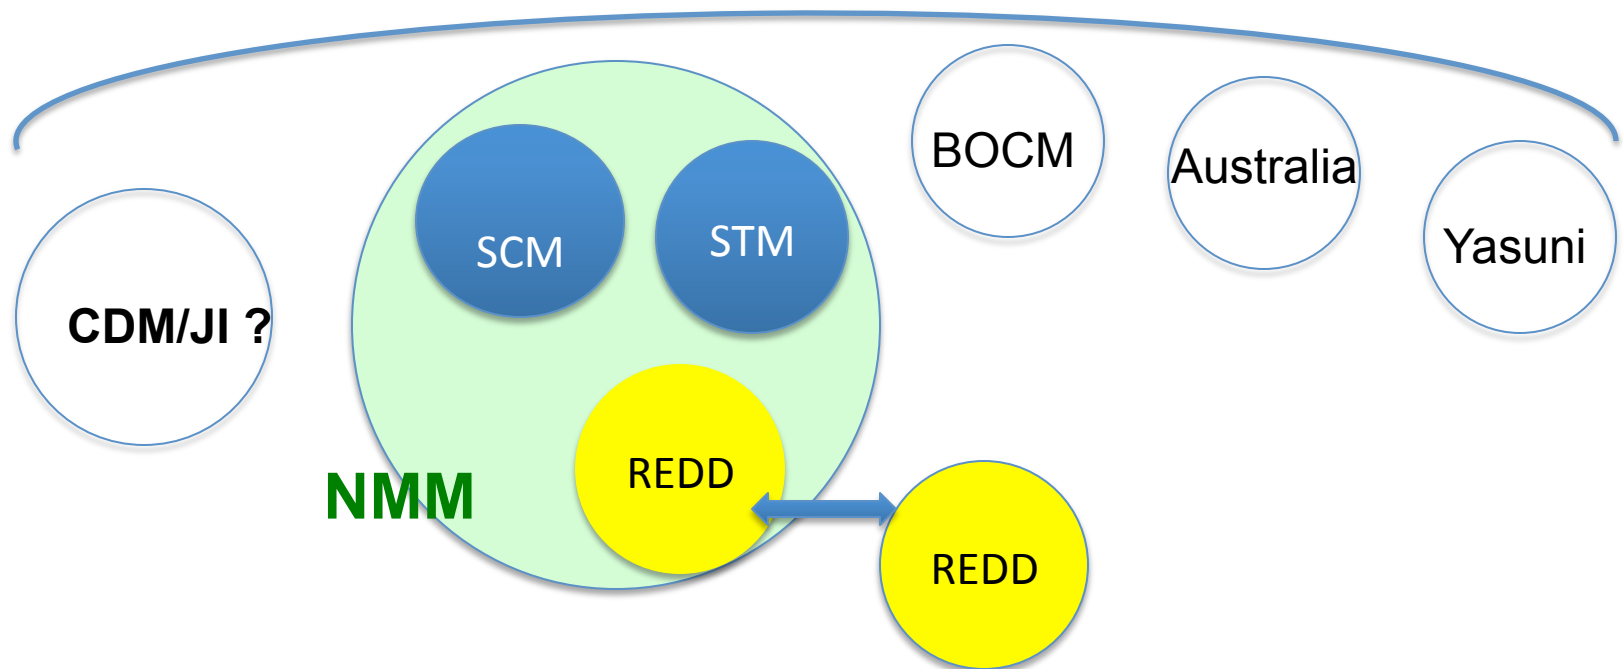 BOCM
Australia
Yasuni
SCM
STM
CDM/JI ?
REDD
NMM
REDD